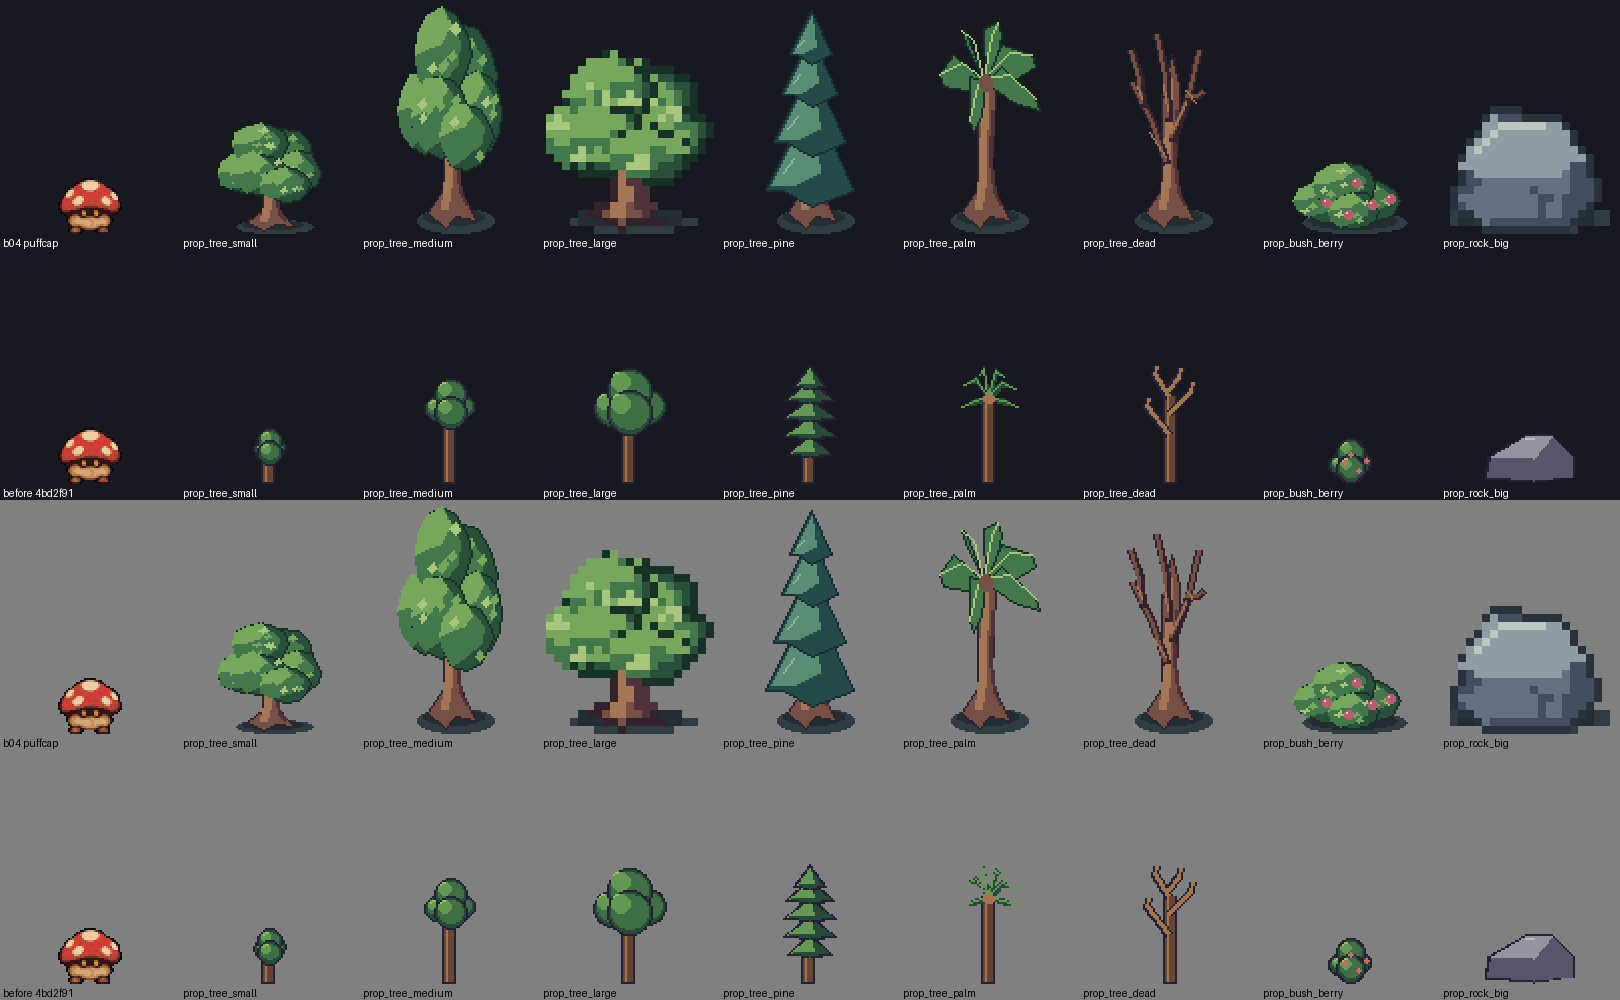 b04 puffcap prop_tree_small prop_tree_medium prop_tree_large prop_tree_pine prop_tree_palm prop_tree_dead prop_bush_berry prop_rock_big
before 4bd2f91 prop_tree_small prop_tree_medium prop_tree_large prop_tree_pine prop_tree_palm prop_tree_dead prop_bush_berry prop_rock_big
b04 puffcap prop_tree_small prop_tree_medium prop_tree_large prop_tree_pine prop_tree_palm prop_tree_dead prop_bush_berry prop_rock_big
before 4bd2f91 prop_tree_small prop_tree_medium prop_tree_large prop_tree_pine prop_tree_palm prop_tree_dead prop_bush_berry prop_rock_big